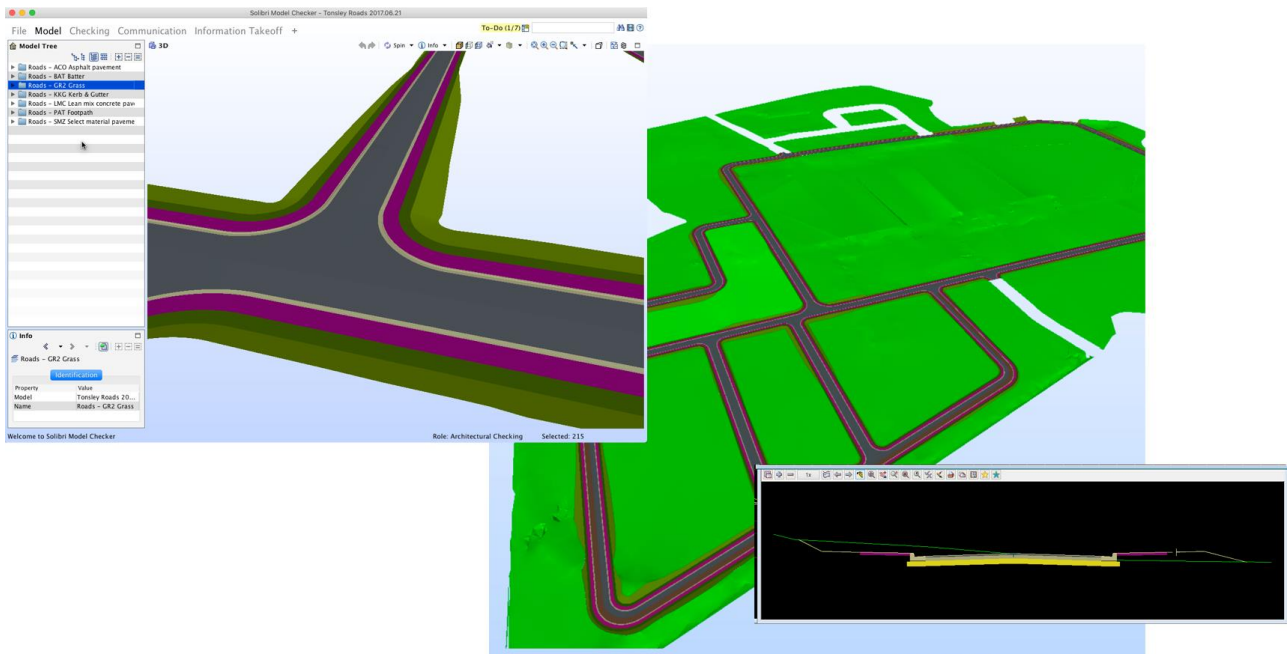 Solibri Model Checker - Tonsley Roads 2017.06.21
File Model Checking Communication Information Takeoff +
To-Do (1/7)
Model Tree
3D
Spin
Info
Roads - ACO Asphalt pavement
Roads - BAT Batter
Roads - GR2 Grass
Roads - KKG Kerb & Gutter
Roads - LMC Lean mix concrete pave
Roads - PAT Footpath
Roads - SMZ Select material paveme
Info
Roads - GR2 Grass
Identification
Property Value
Model Tonsley Roads 20...
Name Roads - GR2 Grass
Welcome to Solibri Model Checker
Role: Architectural Checking
Selected: 215
1x